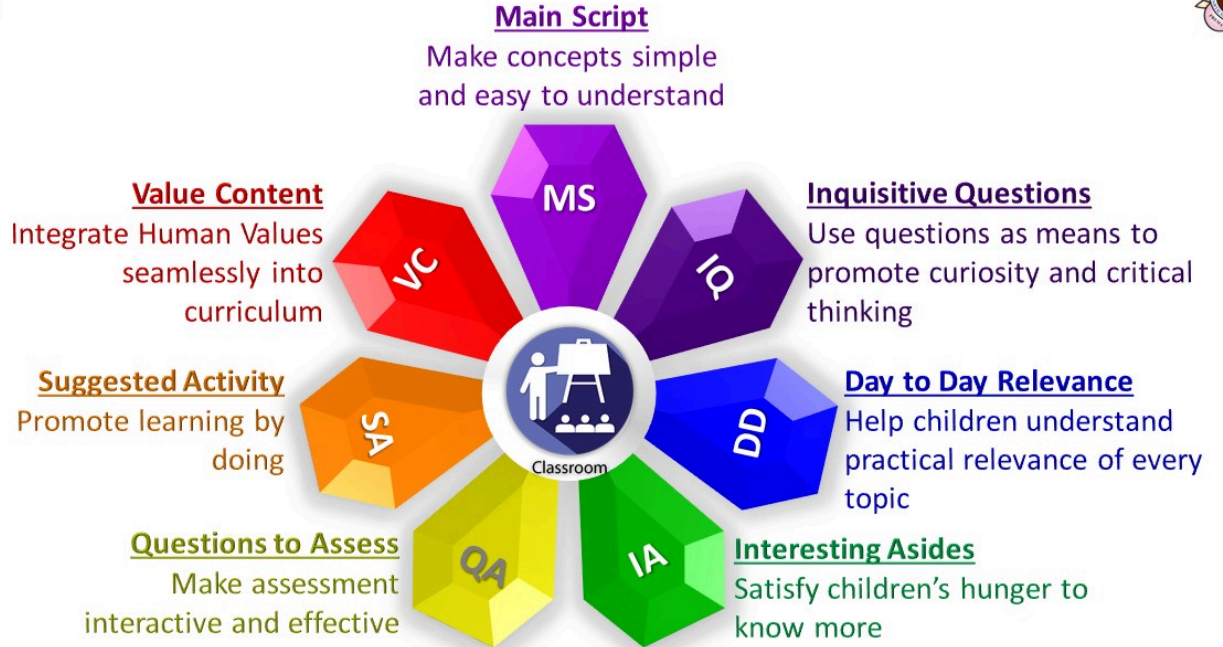 Main Script
Make concepts simple
and easy to understand
MS
Inquisitive Questions
Use questions as means to
promote curiosity and critical
thinking
IQ
Day to Day Relevance
Help children understand
practical relevance of every
topic
DD
Interesting Asides
Satisfy children’s hunger to
know more
IA
Questions to Assess
Make assessment
interactive and effective
QA
Suggested Activity
Promote learning by
doing
SA
Value Content
Integrate Human Values
seamlessly into
curriculum
VC
Classroom